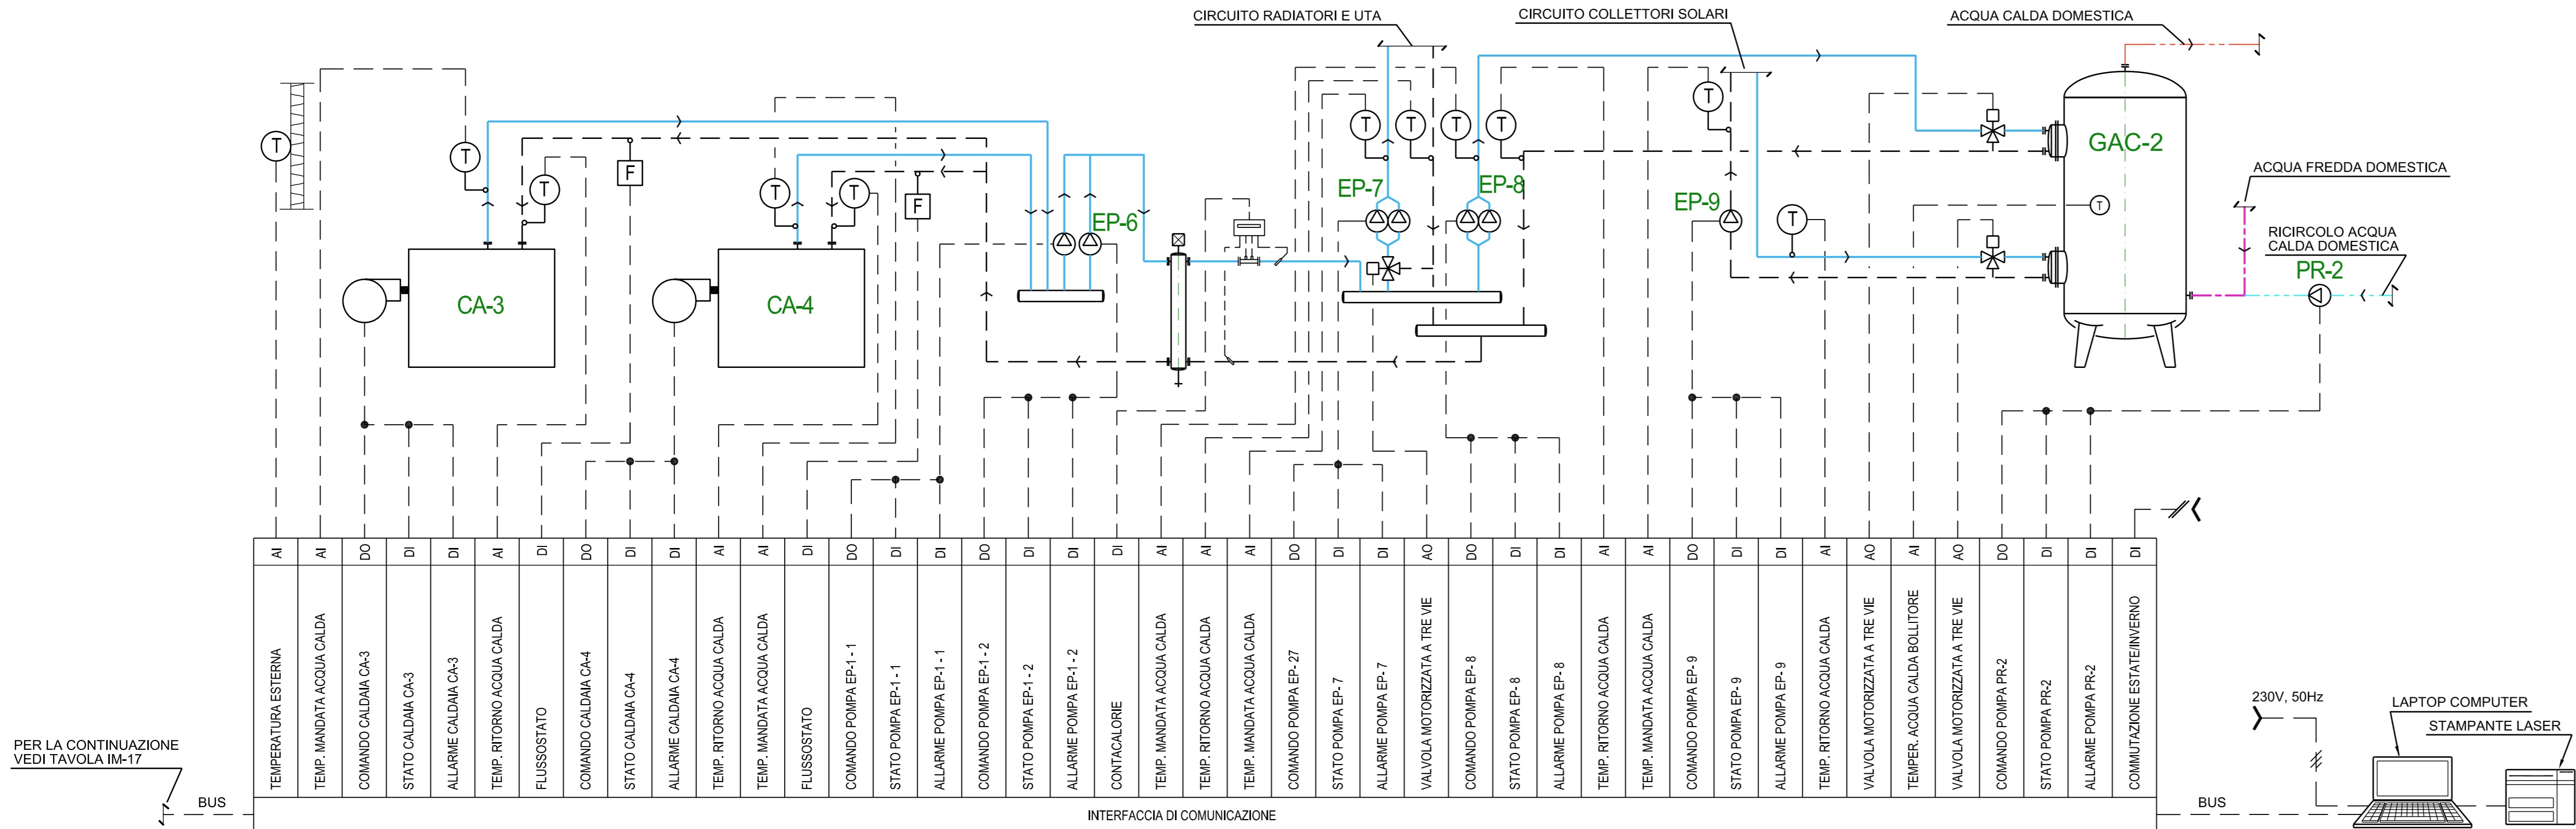 CIRCUITO RADIATORI E UTA
CIRCUITO COLLETTORI SOLARI
ACQUA CALDA DOMESTICA
T
T
T
T
F
T
T
F
T
T
T
T
T
T
T
GAC-2
ACQUA FREDDA DOMESTICA
RICIRCOLO ACQUA
CALDA DOMESTICA
PR-2
EP-6
EP-7
EP-8
EP-9
CA-3
CA-4
AI
AI
DO
DI
DI
AI
DI
DO
DI
DI
AI
AI
DI
DO
DI
DI
DO
DI
DI
DI
AI
AI
AI
DO
DI
DI
AO
DO
DI
DI
AI
AI
DO
DI
DI
AI
AO
AI
AO
DO
DI
DI
DI
TEMPERATURA ESTERNA
TEMP. MANDATA ACQUA CALDA
COMANDO CALDAIA CA-3
STATO CALDAIA CA-3
ALLARME CALDAIA CA-3
TEMP. RITORNO ACQUA CALDA
FLUSSOSTATO
COMANDO CALDAIA CA-4
STATO CALDAIA CA-4
ALLARME CALDAIA CA-4
TEMP. RITORNO ACQUA CALDA
TEMP. MANDATA ACQUA CALDA
FLUSSOSTATO
COMANDO POMPA EP-1 - 1
STATO POMPA EP-1 - 1
ALLARME POMPA EP-1 - 1
COMANDO POMPA EP-1 - 2
STATO POMPA EP-1 - 2
ALLARME POMPA EP-1 - 2
CONTACALORIE
TEMP. MANDATA ACQUA CALDA
TEMP. RITORNO ACQUA CALDA
TEMP. MANDATA ACQUA CALDA
COMANDO POMPA EP- 27
STATO POMPA EP- 7
ALLARME POMPA EP- 7
VALVOLA MOTORIZZATA A TRE VIE
COMANDO POMPA EP- 8
STATO POMPA EP- 8
ALLARME POMPA EP- 8
TEMP. RITORNO ACQUA CALDA
TEMP. MANDATA ACQUA CALDA
COMANDO POMPA EP- 9
STATO POMPA EP- 9
ALLARME POMPA EP- 9
TEMP. RITORNO ACQUA CALDA
VALVOLA MOTORIZZATA A TRE VIE
TEMPER. ACQUA CALDA BOLLITORE
VALVOLA MOTORIZZATA A TRE VIE
COMANDO POMPA PR-2
STATO POMPA PR-2
ALLARME POMPA PR-2
COMMUTAZIONE ESTATE/INVERNO
INTERFACCIA DI COMUNICAZIONE
PER LA CONTINUAZIONE
VEDI TAVOLA IM-17
BUS
BUS
230V, 50Hz
LAPTOP COMPUTER
STAMPANTE LASER